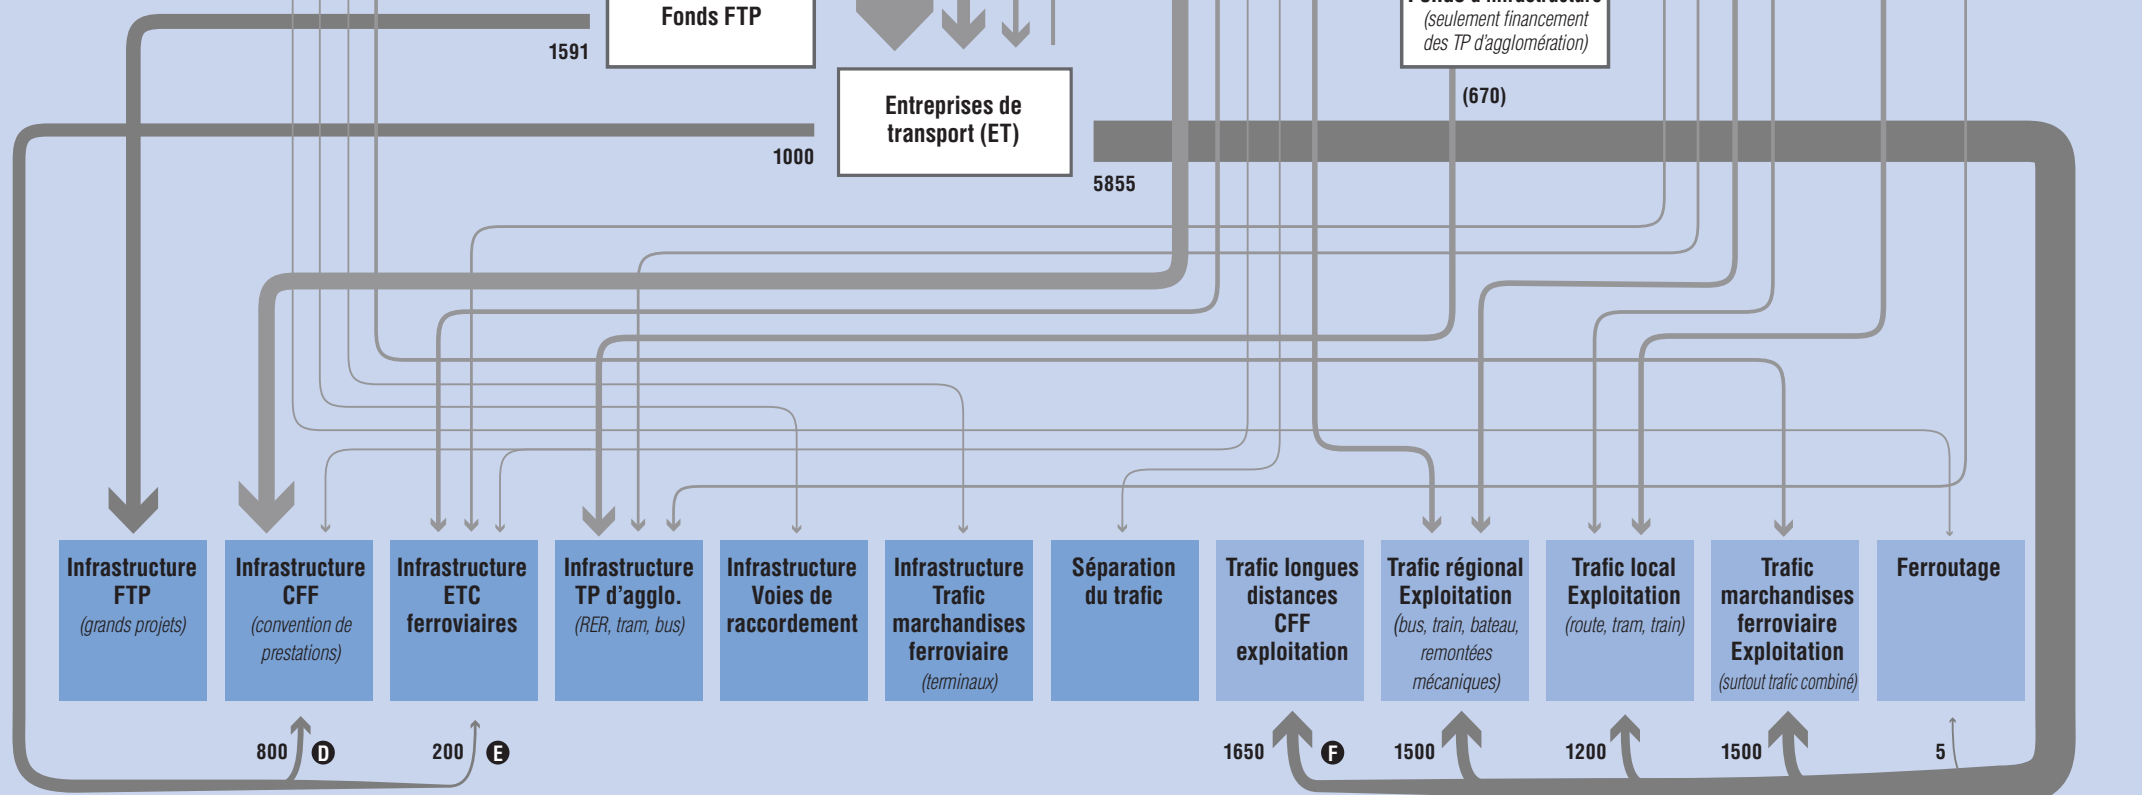 Fonds FTP
Fonds d'infrastructure
(seulement financement
des TP d'agglomération)
1591
(670)
Entreprises de
transport (ET)
1000
5855
Infrastructure
FTP
(grands projets)
Infrastructure
CFF
(convention de
prestations)
Infrastructure
ETC
ferroviaires
Infrastructure
TP d'agglo.
(RER, tram, bus)
Infrastructure
Voies de
raccordement
Infrastructure
Trafic
marchandises
ferroviaire
(terminaux)
Séparation
du trafic
Trafic longues
distances
CFF
exploitation
Trafic régional
Exploitation
(bus, train, bateau,
remontées
mécaniques)
Trafic local
Exploitation
(route, tram, train)
Trafic
marchandises
ferroviaire
Exploitation
(surtout trafic combiné)
Ferroutage
800 D
200 E
1650 F
1500
1200
1500
5